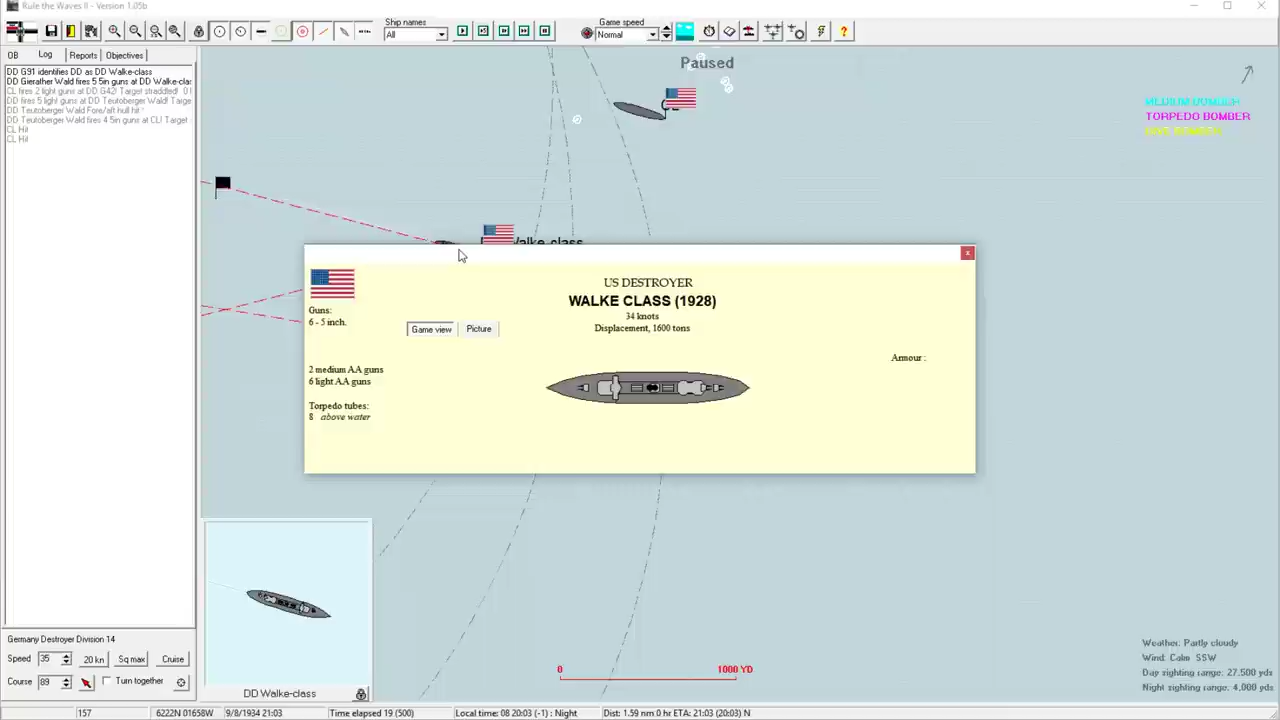 Rule the Waves II - Version 1.05b
Ship names
All
Game speed
Normal
OB
Log
Reports
Objectives
DD G91 identifies DD as DD Walke-class
DD Gierather Wald fires 5 5in guns at DD Walke-clas
CL fires 2 light guns at DD G42! Target straddled!
DD fires 5 light guns at DD Teutoberger Wald! Targe
DD Teutoberger Wald Fore/aft hull hit
DD Teutoberger Wald fires 4 5in guns at CL! Target
CL Hit
CL Hit
Paused
MEDIUM BOMBER
TORPEDO BOMBER
DIVE BOMBER
Walke-class
US DESTROYER
WALKE CLASS (1928)
34 knots
Displacement, 1600 tons
Guns:
6 - 5 inch.
Game view
Picture
Armour :
2 medium AA guns
6 light AA guns
Torpedo tubes:
8 above water
Germany Destroyer Division 14
Speed
35
20 kn
Sq max
Cruise
Course
89
Turn together
DD Walke-class
0
1000 YD
Weather: Partly cloudy
Wind: Calm SSW
Day sighting range: 27,500 yds
Night sighting range: 4,000 yds
157
6222N 01658W
9/8/1934 21:03
Time elapsed 19 (500)
Local time: 08 20:03 (-1) : Night
Dist: 1.59 nm 0 hr ETA: 21:03 (20:03) N